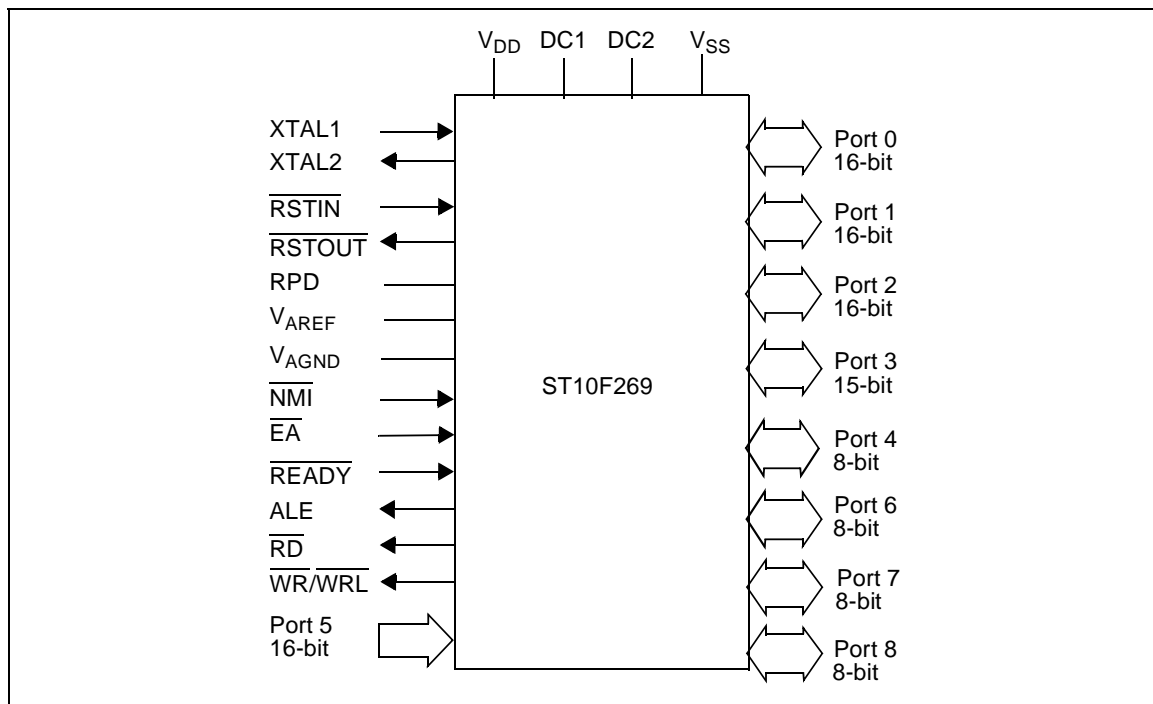 VDD DC1 DC2 VSS
XTAL1
XTAL2
RSTIN
RSTOUT
RPD
VAREF
VAGND
NMI
EA
READY
ALE
RD
WR/WRL
Port 5
16-bit
ST10F269
Port 0
16-bit
Port 1
16-bit
Port 2
16-bit
Port 3
15-bit
Port 4
8-bit
Port 6
8-bit
Port 7
8-bit
Port 8
8-bit